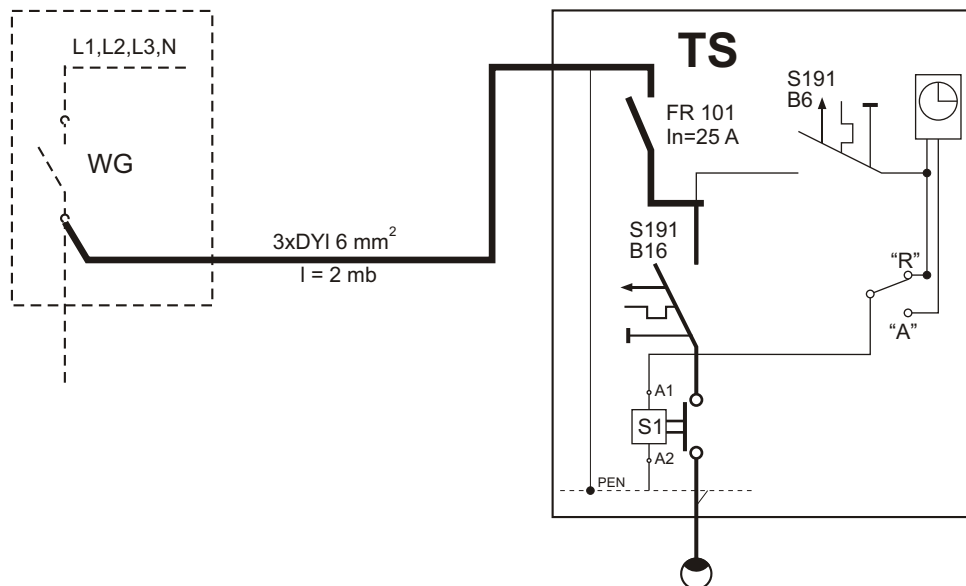 L1,L2,L3,N
WG
3xDYl 6 mm²
l = 2 mb
TS
FR 101
In=25 A
S191
B6
S191
B16
“R”
“A”
A1
S1
A2
PEN